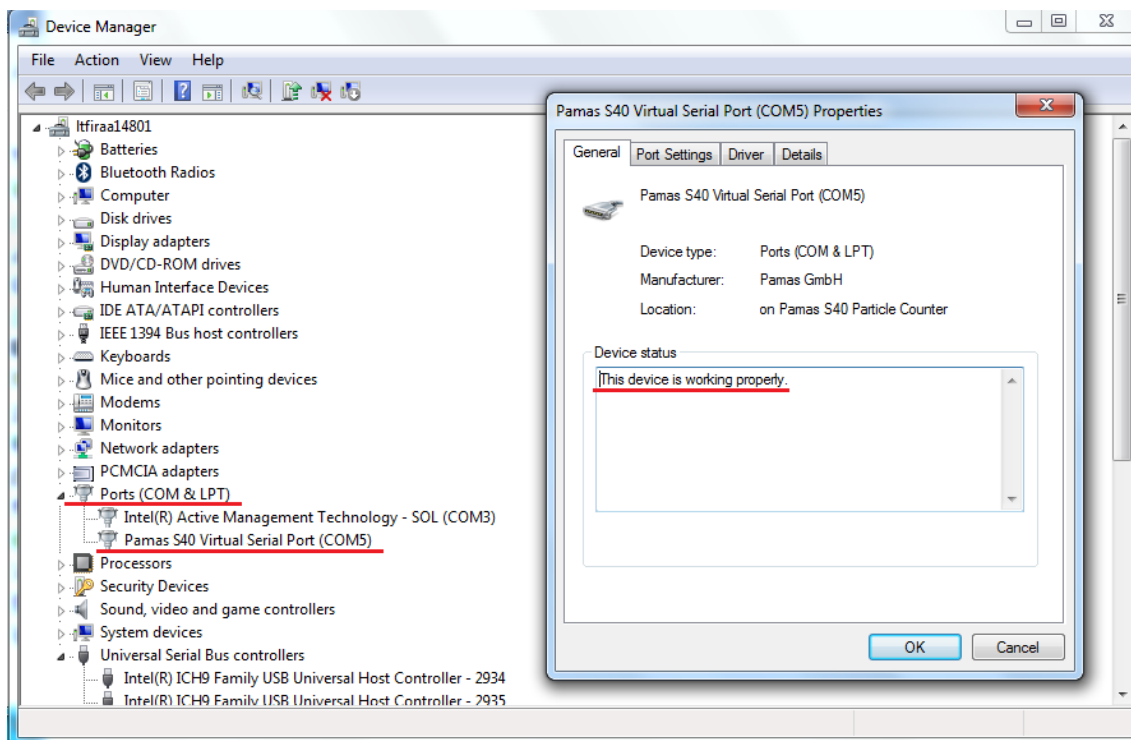 Device Manager
File Action View Help
ltfiraa14801
Batteries
Bluetooth Radios
Computer
Disk drives
Display adapters
DVD/CD-ROM drives
Human Interface Devices
IDE ATA/ATAPI controllers
IEEE 1394 Bus host controllers
Keyboards
Mice and other pointing devices
Modems
Monitors
Network adapters
PCMCIA adapters
Ports (COM & LPT)
Intel(R) Active Management Technology - SOL (COM3)
Pamas S40 Virtual Serial Port (COM5)
Processors
Security Devices
Sound, video and game controllers
System devices
Universal Serial Bus controllers
Intel(R) ICH9 Family USB Universal Host Controller - 2934
Intel(R) ICH9 Family USB Universal Host Controller - 2935
Pamas S40 Virtual Serial Port (COM5) Properties
General Port Settings Driver Details
Pamas S40 Virtual Serial Port (COM5)
Device type: Ports (COM & LPT)
Manufacturer: Pamas GmbH
Location: on Pamas S40 Particle Counter
Device status
This device is working properly.
OK Cancel